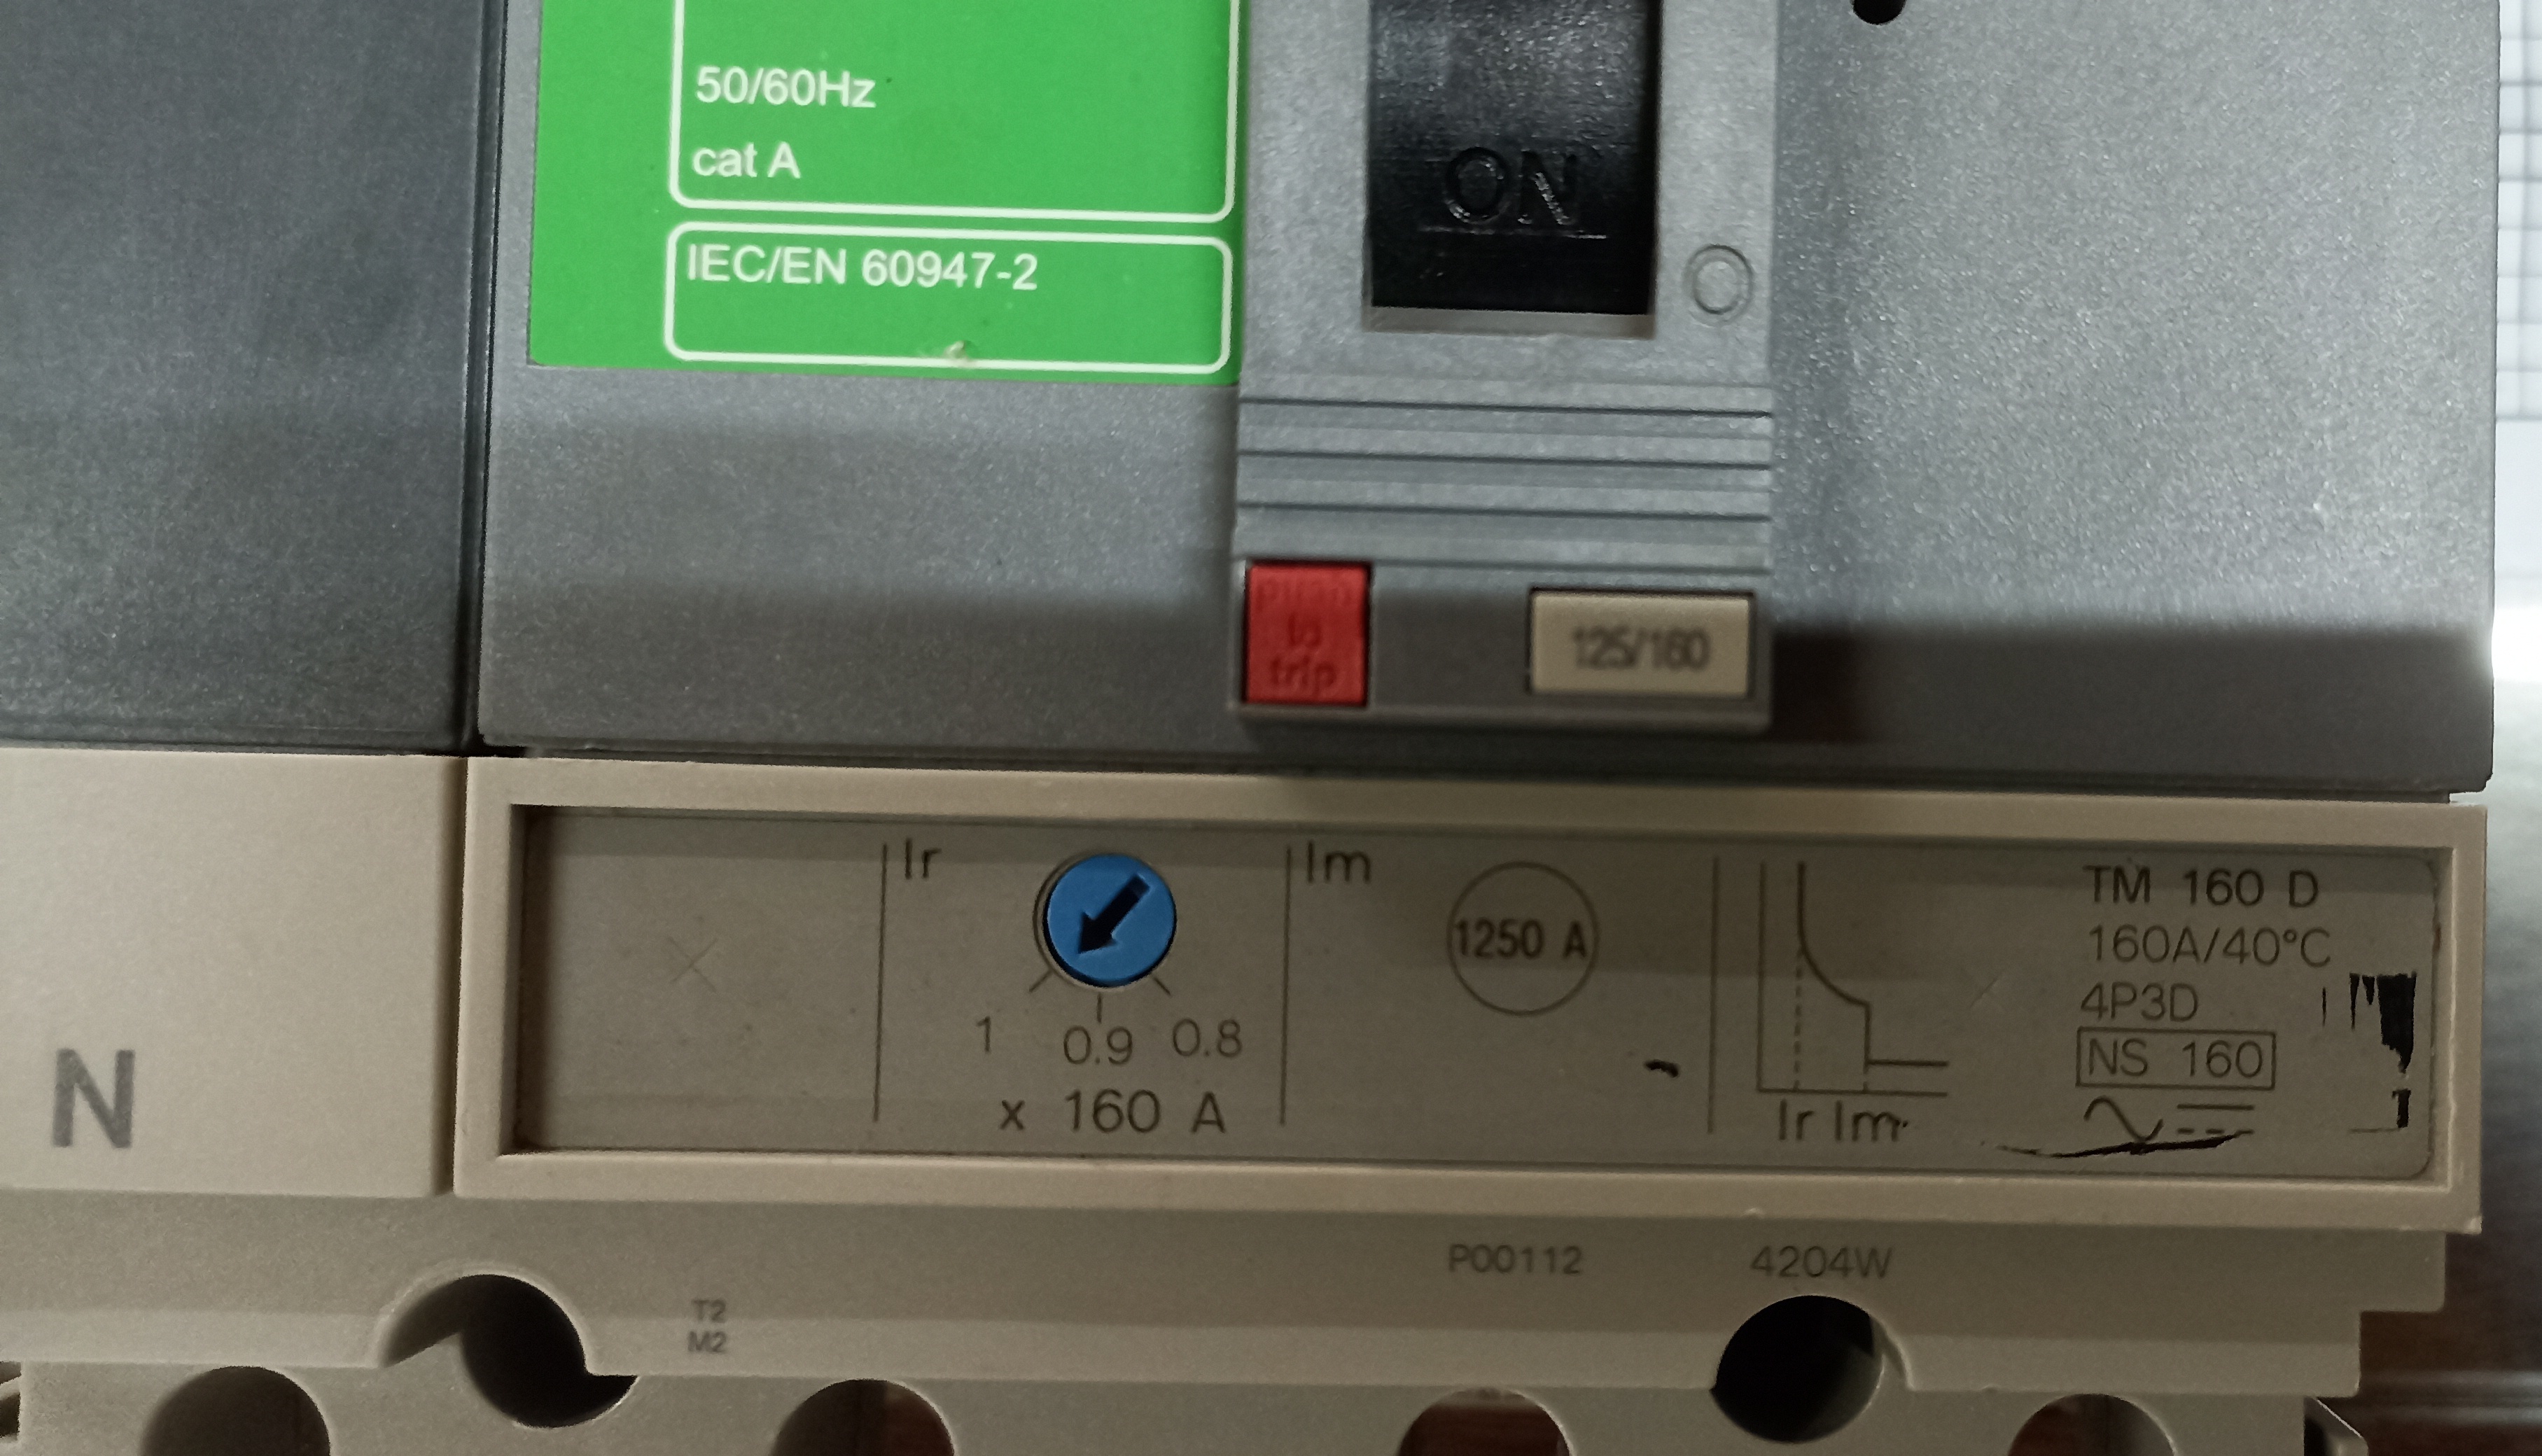 50/60Hz
cat A
IEC/EN 60947-2
ON
push
to
trip
125/160
Ir
1 0.9 0.8
x 160 A
Im
1250 A
Ir Im
TM 160 D
160A/40°C
4P3D
NS 160
N
P00112 4204W
T2
M2